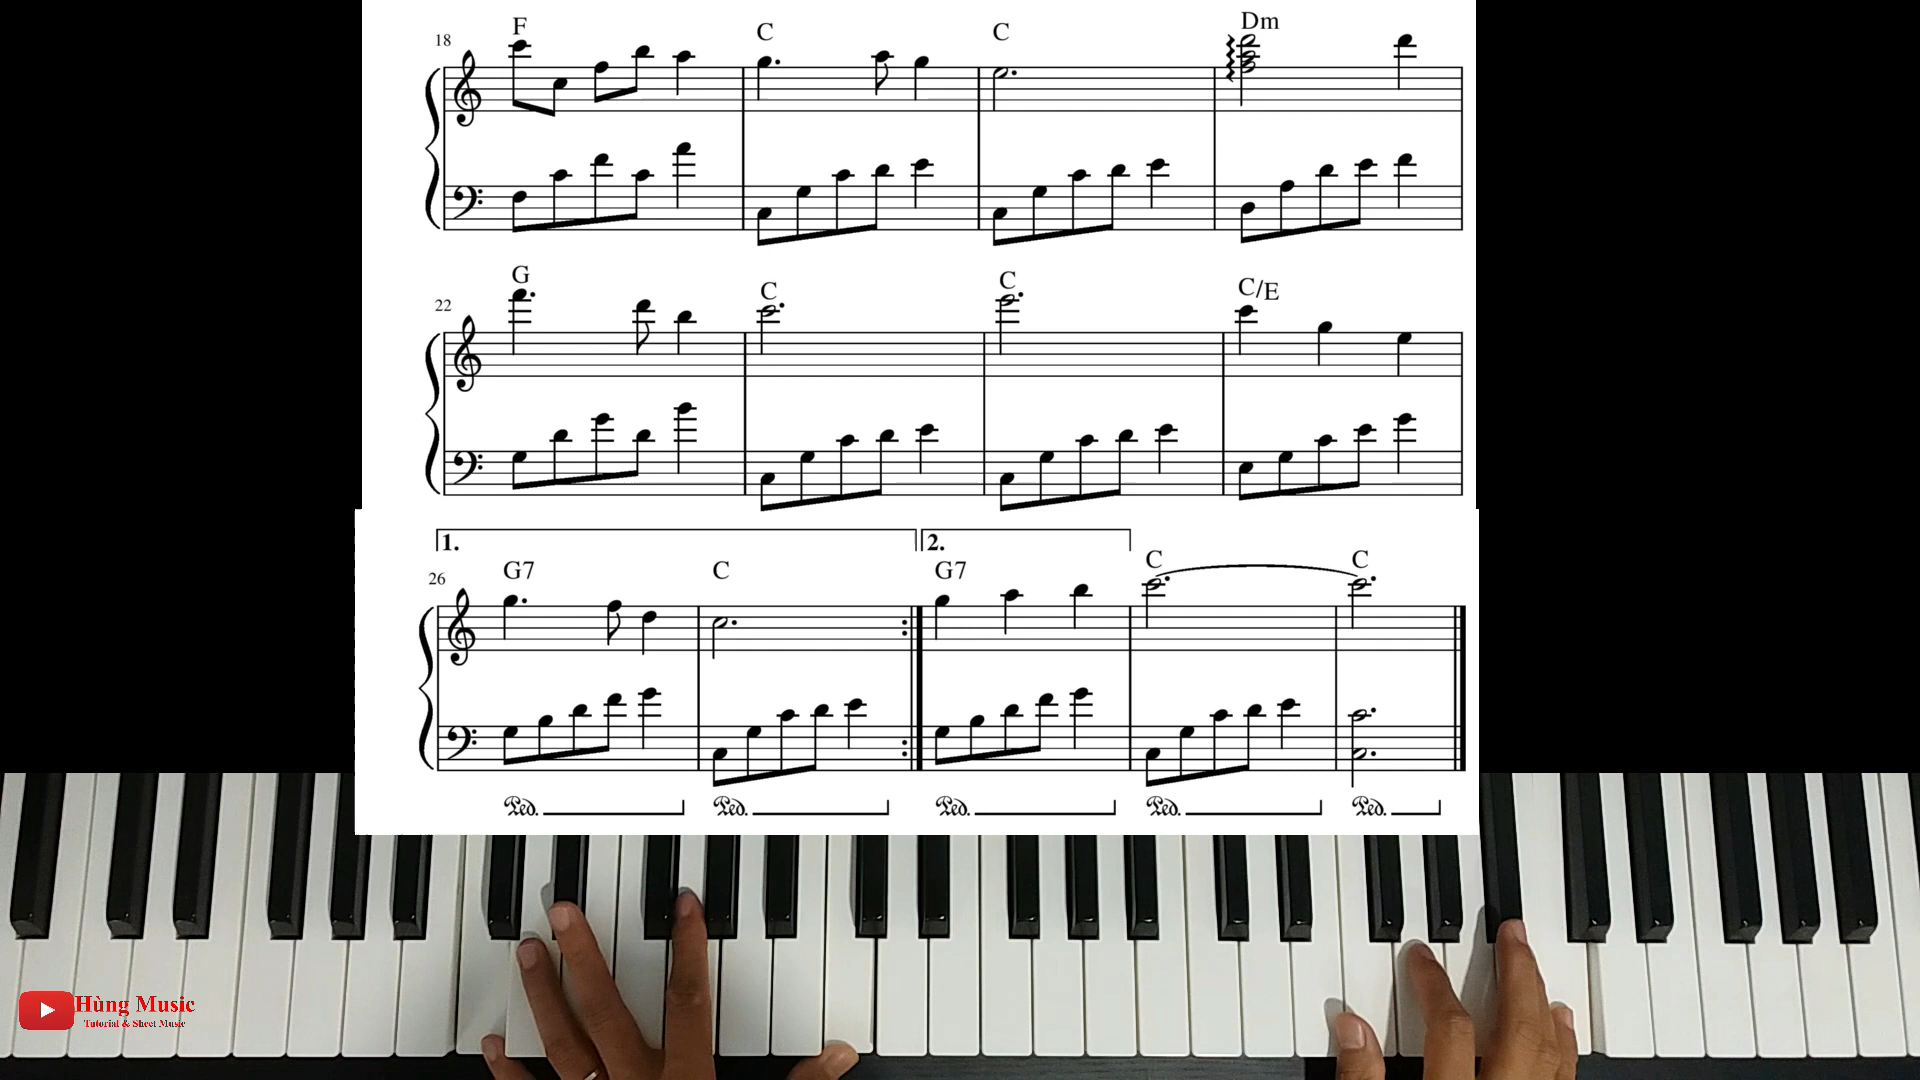 F C C Dm
18
G C C C/E
22
1. 2.
G7 C G7 C C
26
Ped. Ped. Ped. Ped. Ped.
Hùng Music
Tutorial & Sheet Music